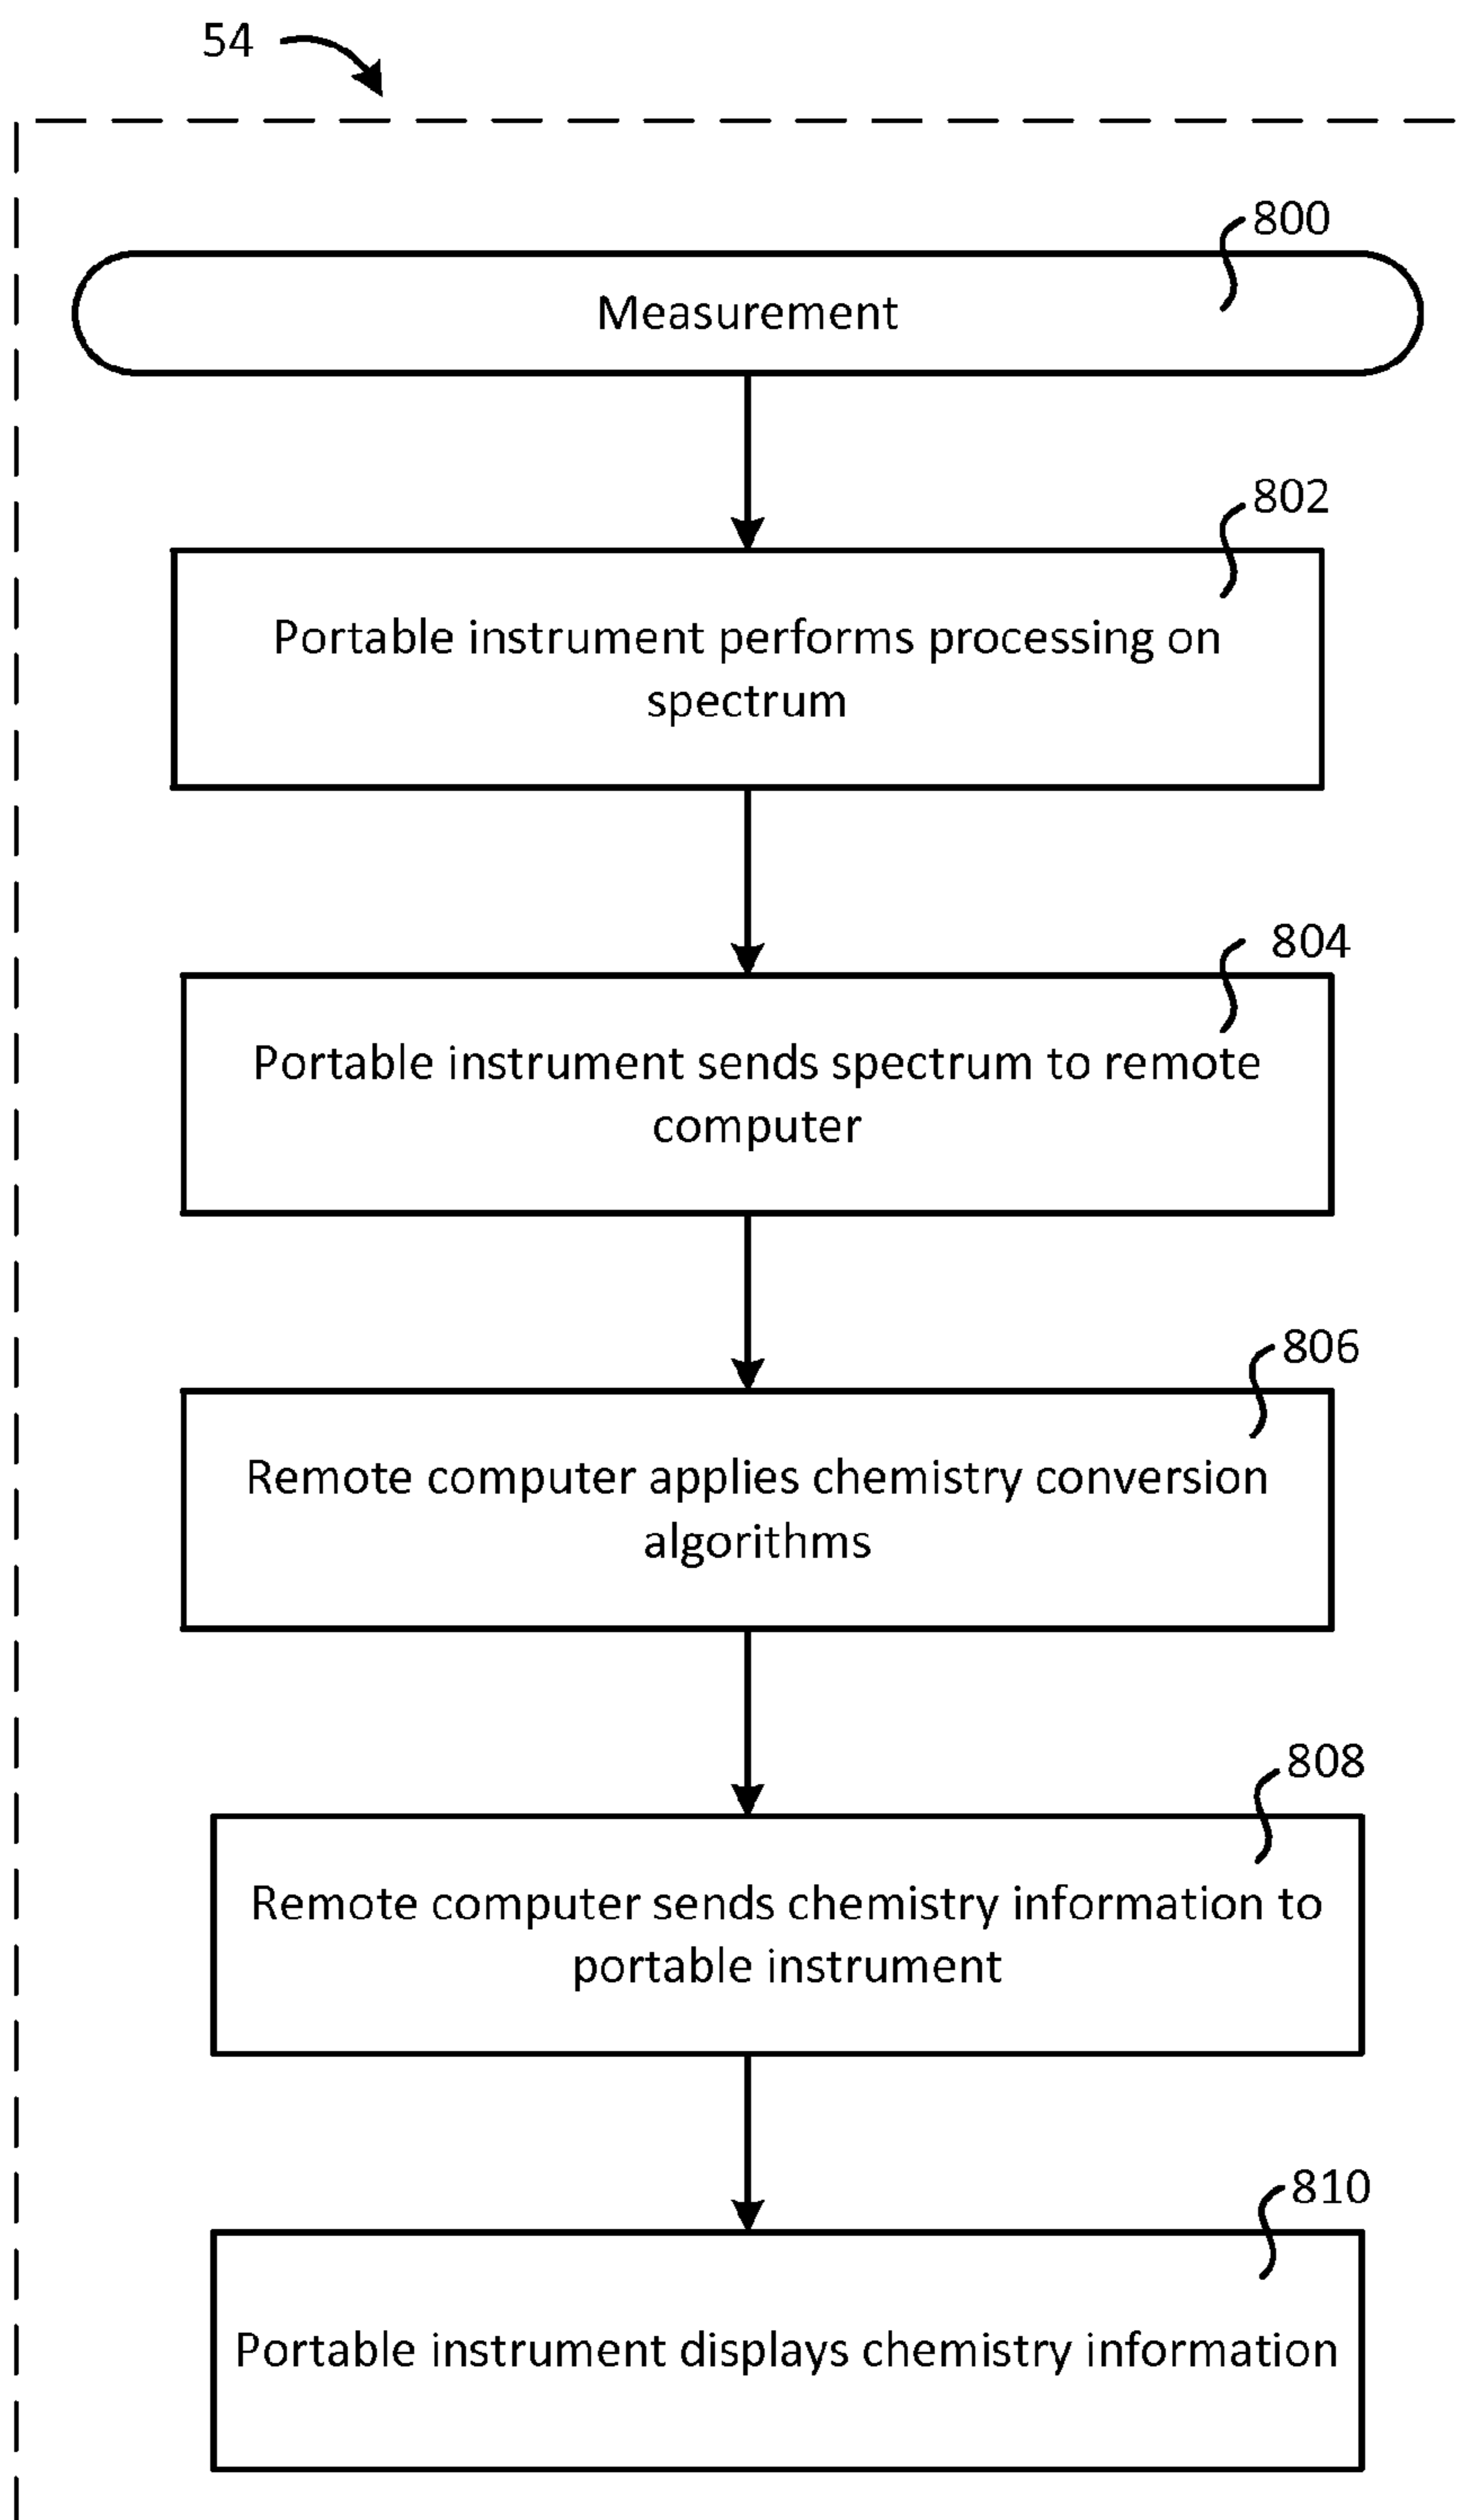 54
800
Measurement
802
Portable instrument performs processing on
spectrum
804
Portable instrument sends spectrum to remote
computer
806
Remote computer applies chemistry conversion
algorithms
808
Remote computer sends chemistry information to
portable instrument
810
Portable instrument displays chemistry information